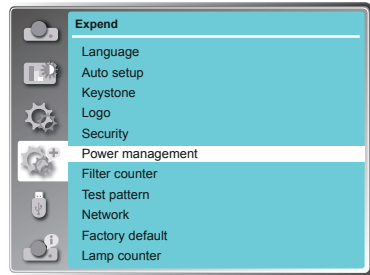 Expend
Language
Auto setup
Keystone
Logo
Security
Power management
Filter counter
Test pattern
Network
Factory default
Lamp counter